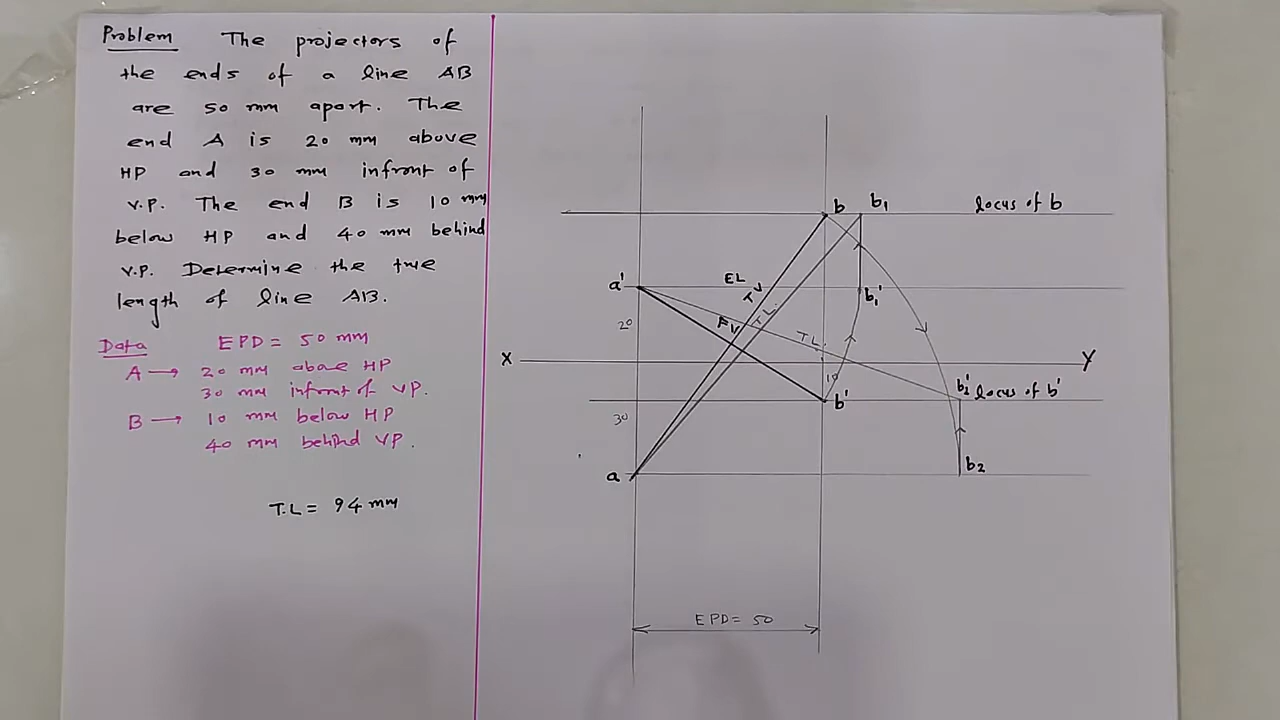 Problem The projectors of
the ends of a line AB
are 50 mm apart. The
end A is 20 mm above
HP and 30 mm infront of
V.P. The end B is 10 mm
below HP and 40 mm behind
V.P. Determine the true
length of line AB.
Data EPD = 50 mm
A → 20 mm above HP
30 mm infront of VP.
B → 10 mm below HP
40 mm behind VP.
T.L = 94 mm
b b1 locus of b
a' EL
TV
b1'
20 FV TL.
TL.
X Y
10
b' b2' locus of b'
30
a b2
EPD = 50